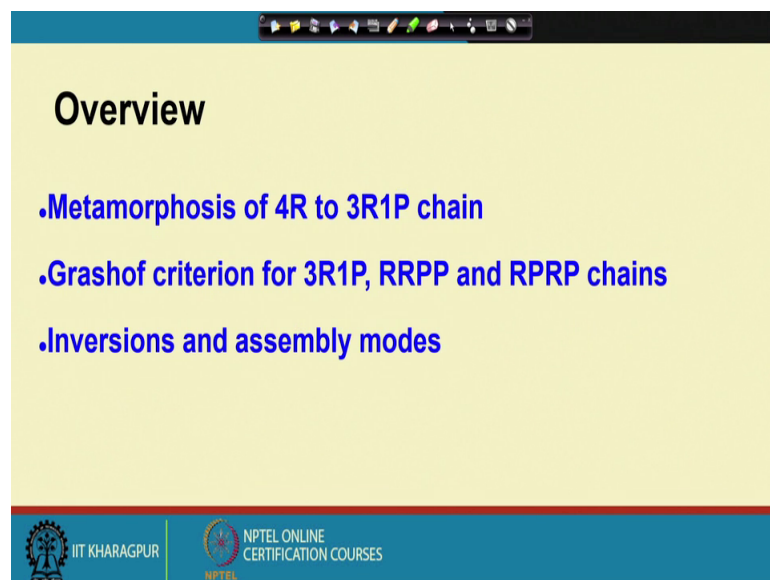 Overview
•Metamorphosis of 4R to 3R1P chain
•Grashof criterion for 3R1P, RRPP and RPRP chains
•Inversions and assembly modes
IIT KHARAGPUR
NPTEL ONLINE
CERTIFICATION COURSES
NPTEL